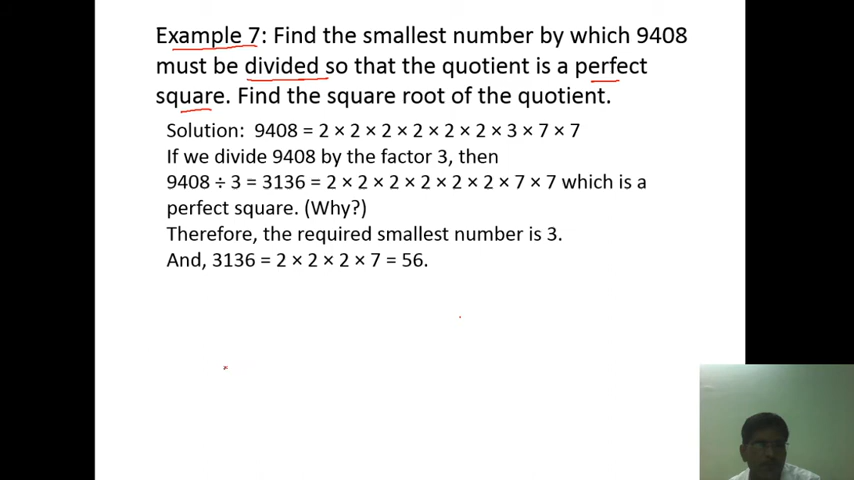 Example 7: Find the smallest number by which 9408
must be divided so that the quotient is a perfect
square. Find the square root of the quotient.
Solution: 9408 = 2 × 2 × 2 × 2 × 2 × 2 × 3 × 7 × 7
If we divide 9408 by the factor 3, then
9408 ÷ 3 = 3136 = 2 × 2 × 2 × 2 × 2 × 2 × 7 × 7 which is a
perfect square. (Why?)
Therefore, the required smallest number is 3.
And, 3136 = 2 × 2 × 2 × 7 = 56.